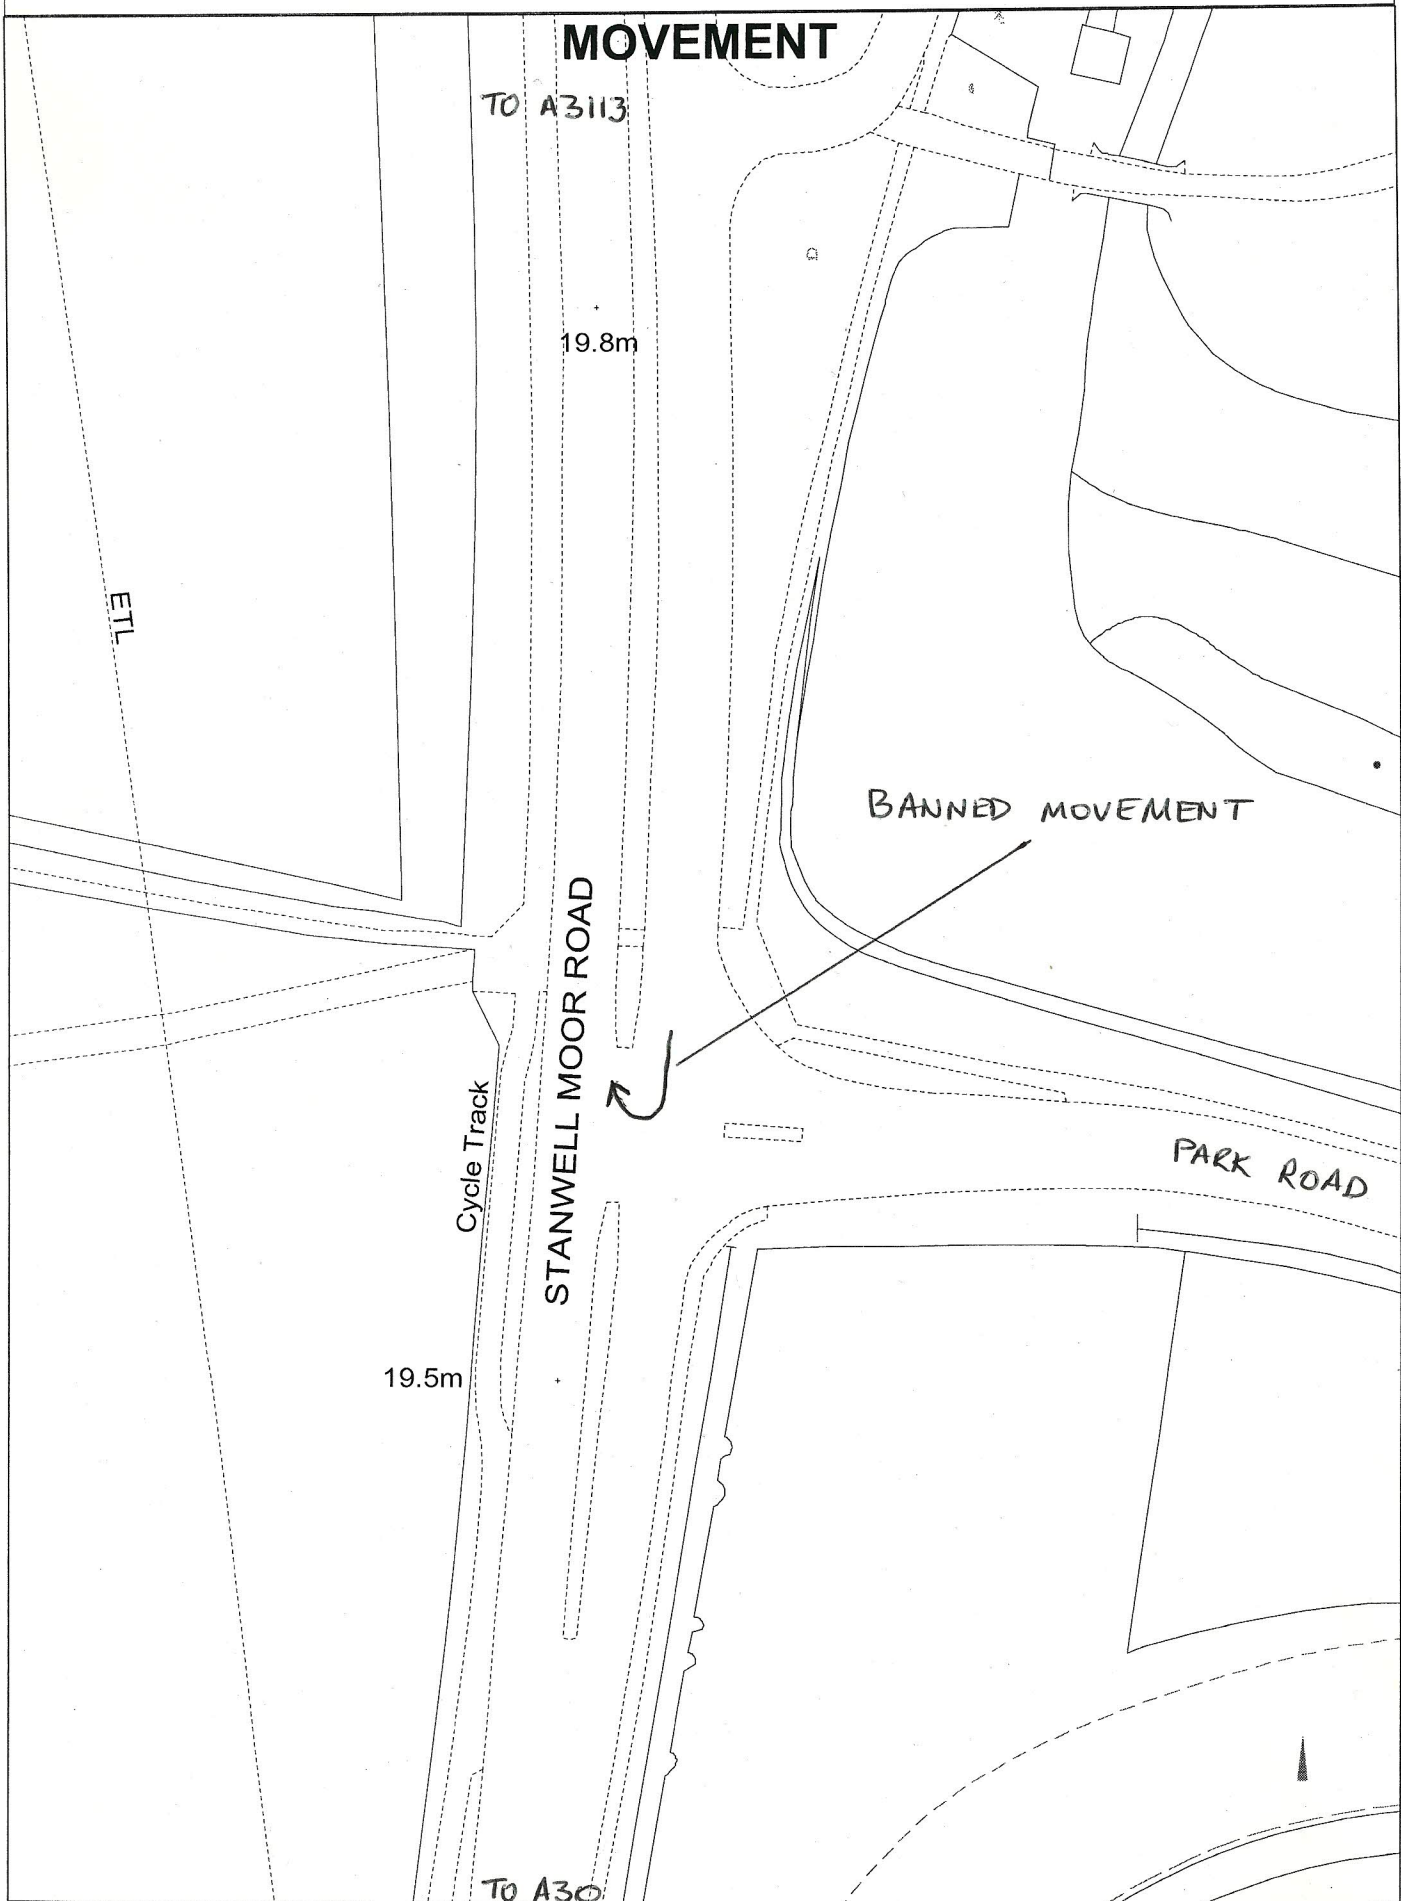 MOVEMENT
TO A3113
19.8m
ETL
BANNED MOVEMENT
STANWELL MOOR ROAD
Cycle Track
PARK ROAD
19.5m
TO A30